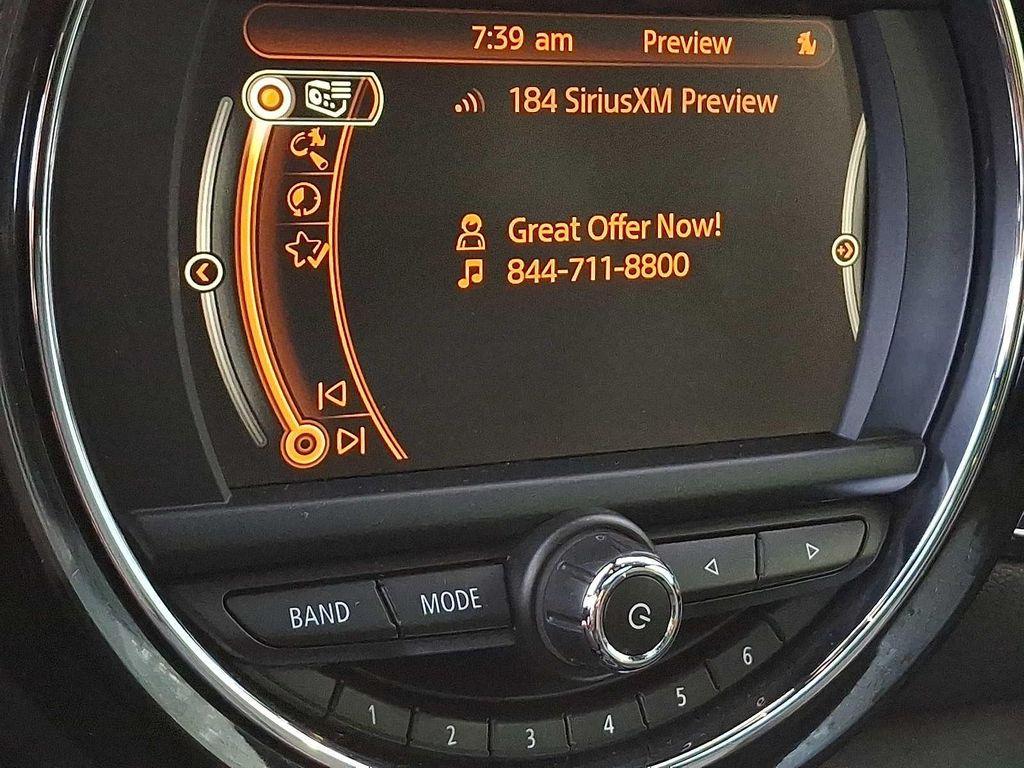 7:39 am Preview
184 SiriusXM Preview
Great Offer Now!
844-711-8800
BAND MODE
1 2 3 4 5 6